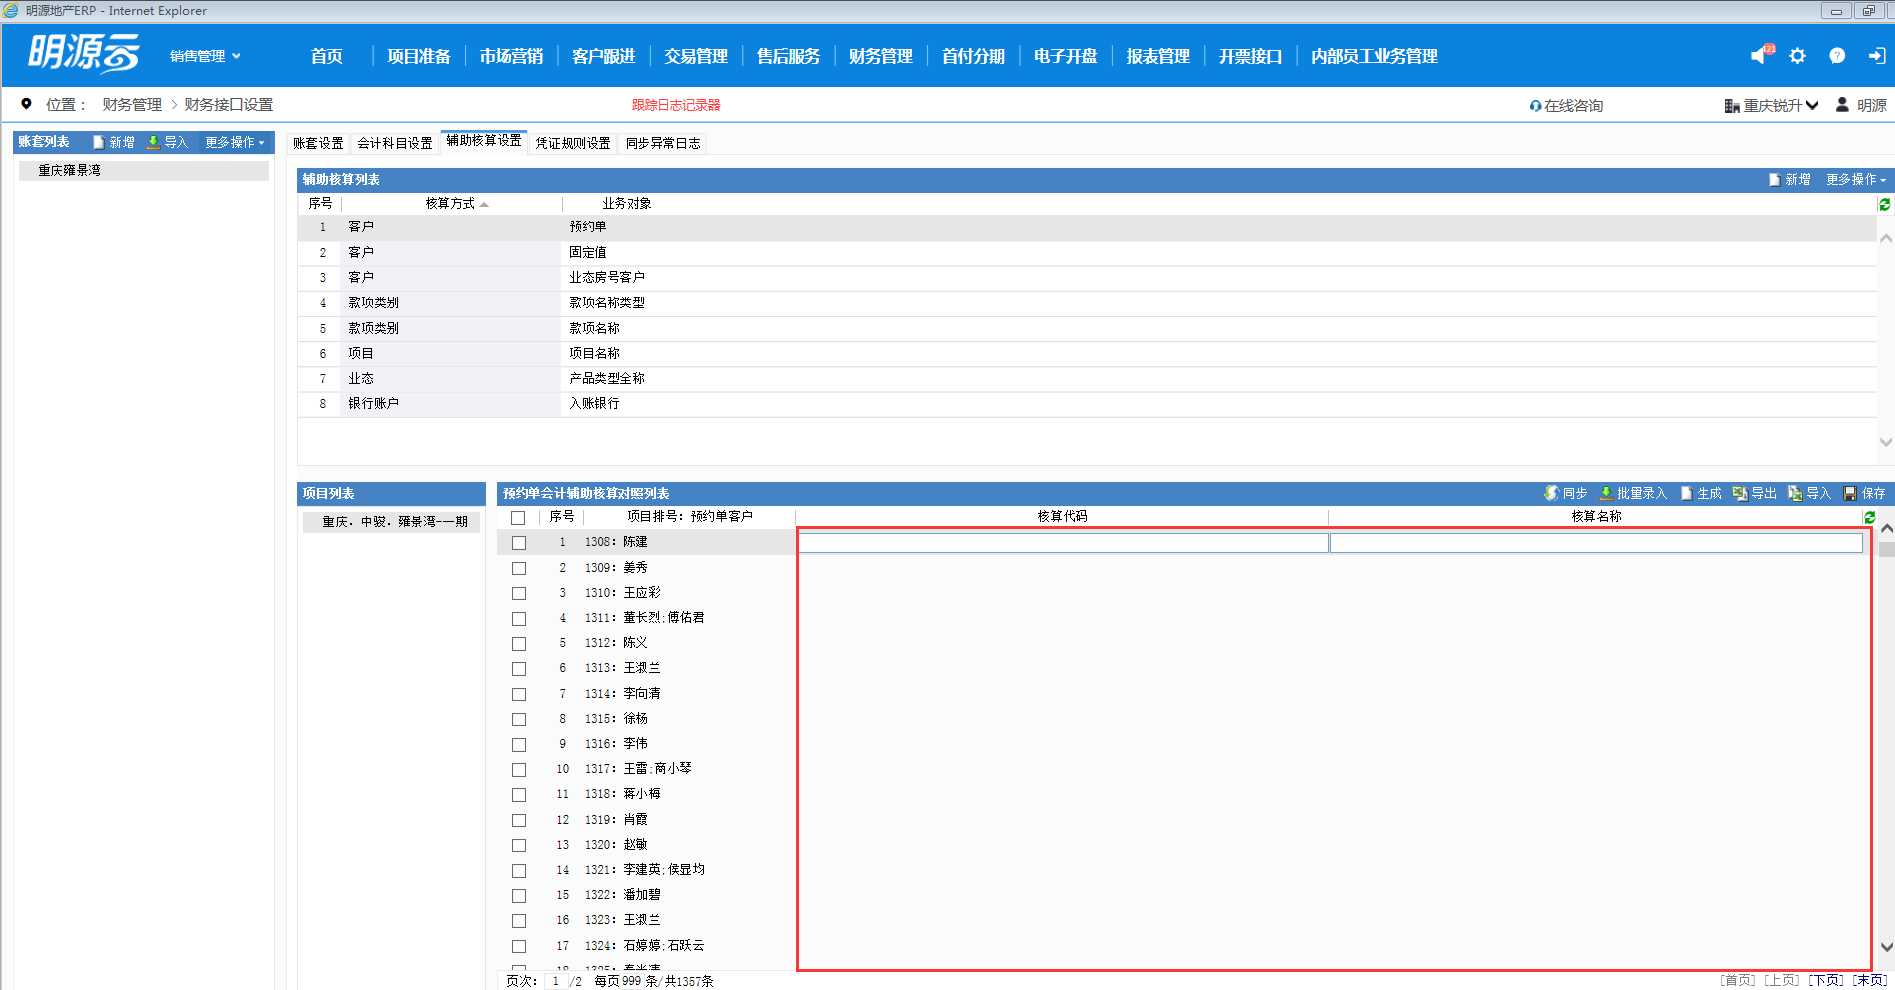 明源地产ERP - Internet Explorer
明源云 销售管理 首页 项目准备 市场营销 客户跟进 交易管理 售后服务 财务管理 首付分期 电子开盘 报表管理 开票接口 内部员工业务管理 121
位置： 财务管理 > 财务接口设置 跟踪日志记录器 在线咨询 重庆锐升 明源
账套列表 新增 导入 更多操作
重庆雍景湾
账套设置 会计科目设置 辅助核算设置 凭证规则设置 同步异常日志
辅助核算列表 新增 更多操作
序号 核算方式 业务对象
1 客户 预约单
2 客户 固定值
3 客户 业态房号客户
4 款项类别 款项名称类型
5 款项类别 款项名称
6 项目 项目名称
7 业态 产品类型全称
8 银行账户 入账银行
项目列表
重庆．中骏．雍景湾-一期
预约单会计辅助核算对照列表 同步 批量录入 生成 导出 导入 保存
序号 项目排号：预约单客户 核算代码 核算名称
1 1308：陈建
2 1309：姜秀
3 1310：王应彩
4 1311：董长烈;傅佑君
5 1312：陈义
6 1313：王淑兰
7 1314：李向清
8 1315：徐杨
9 1316：李伟
10 1317：王雷;商小琴
11 1318：蒋小梅
12 1319：肖霞
13 1320：赵敏
14 1321：李建英;侯显均
15 1322：潘加碧
16 1323：王淑兰
17 1324：石婷婷;石跃云
页次： 1 /2 每页999 条/共1357条 [首页] [上页] [下页] [末页]